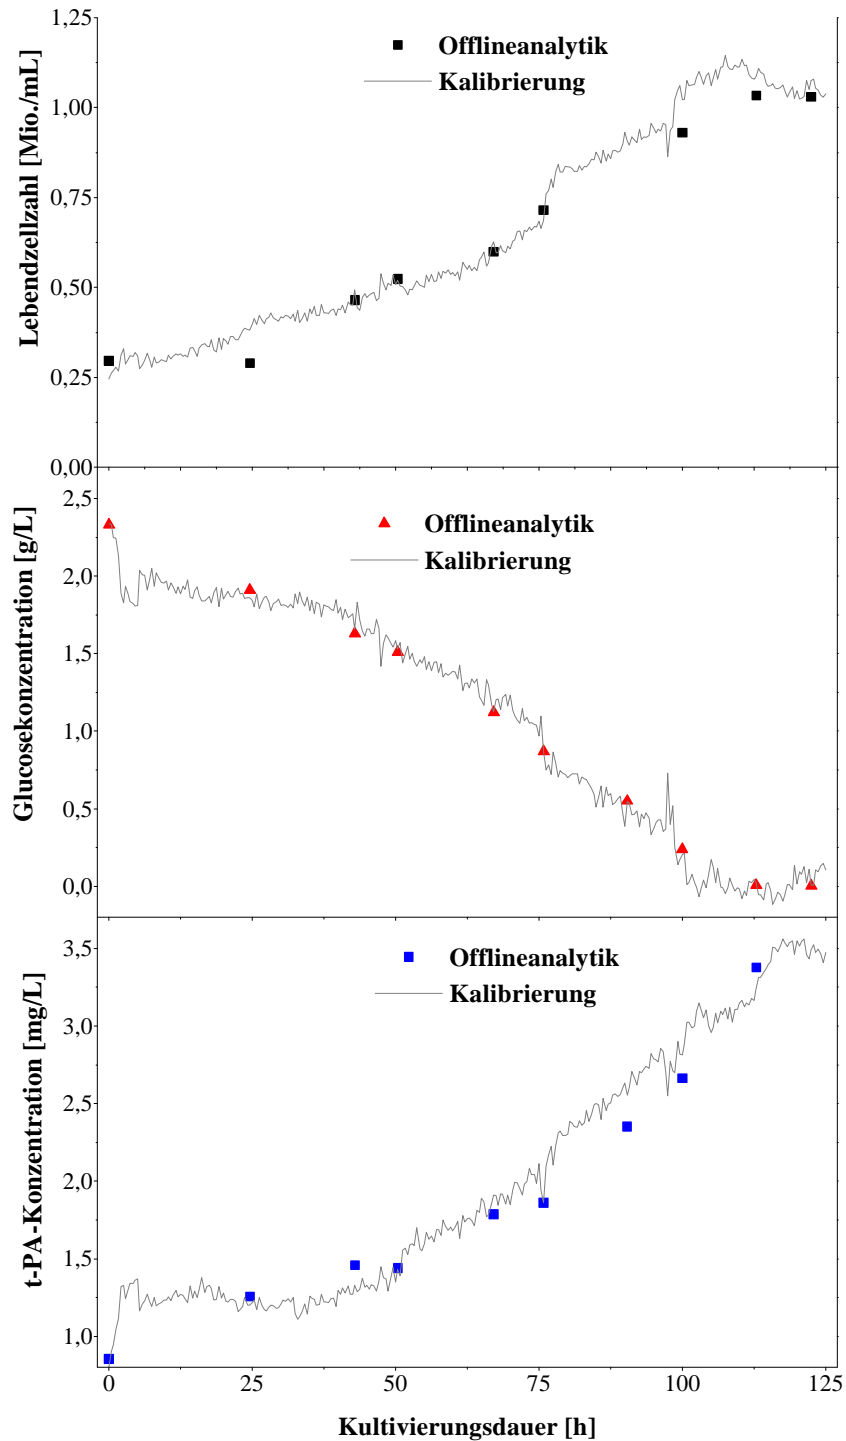 1,25
Offlineanalytik
Kalibrierung
1,00
0,75
0,50
0,25
0,00
Lebendzellzahl [Mio./mL]
2,5
Offlineanalytik
Kalibrierung
2,0
1,5
1,0
0,5
0,0
Glucosekonzentration [g/L]
3,5
Offlineanalytik
Kalibrierung
3,0
2,5
2,0
1,5
1,0
t-PA-Konzentration [mg/L]
0 25 50 75 100 125
Kultivierungsdauer [h]